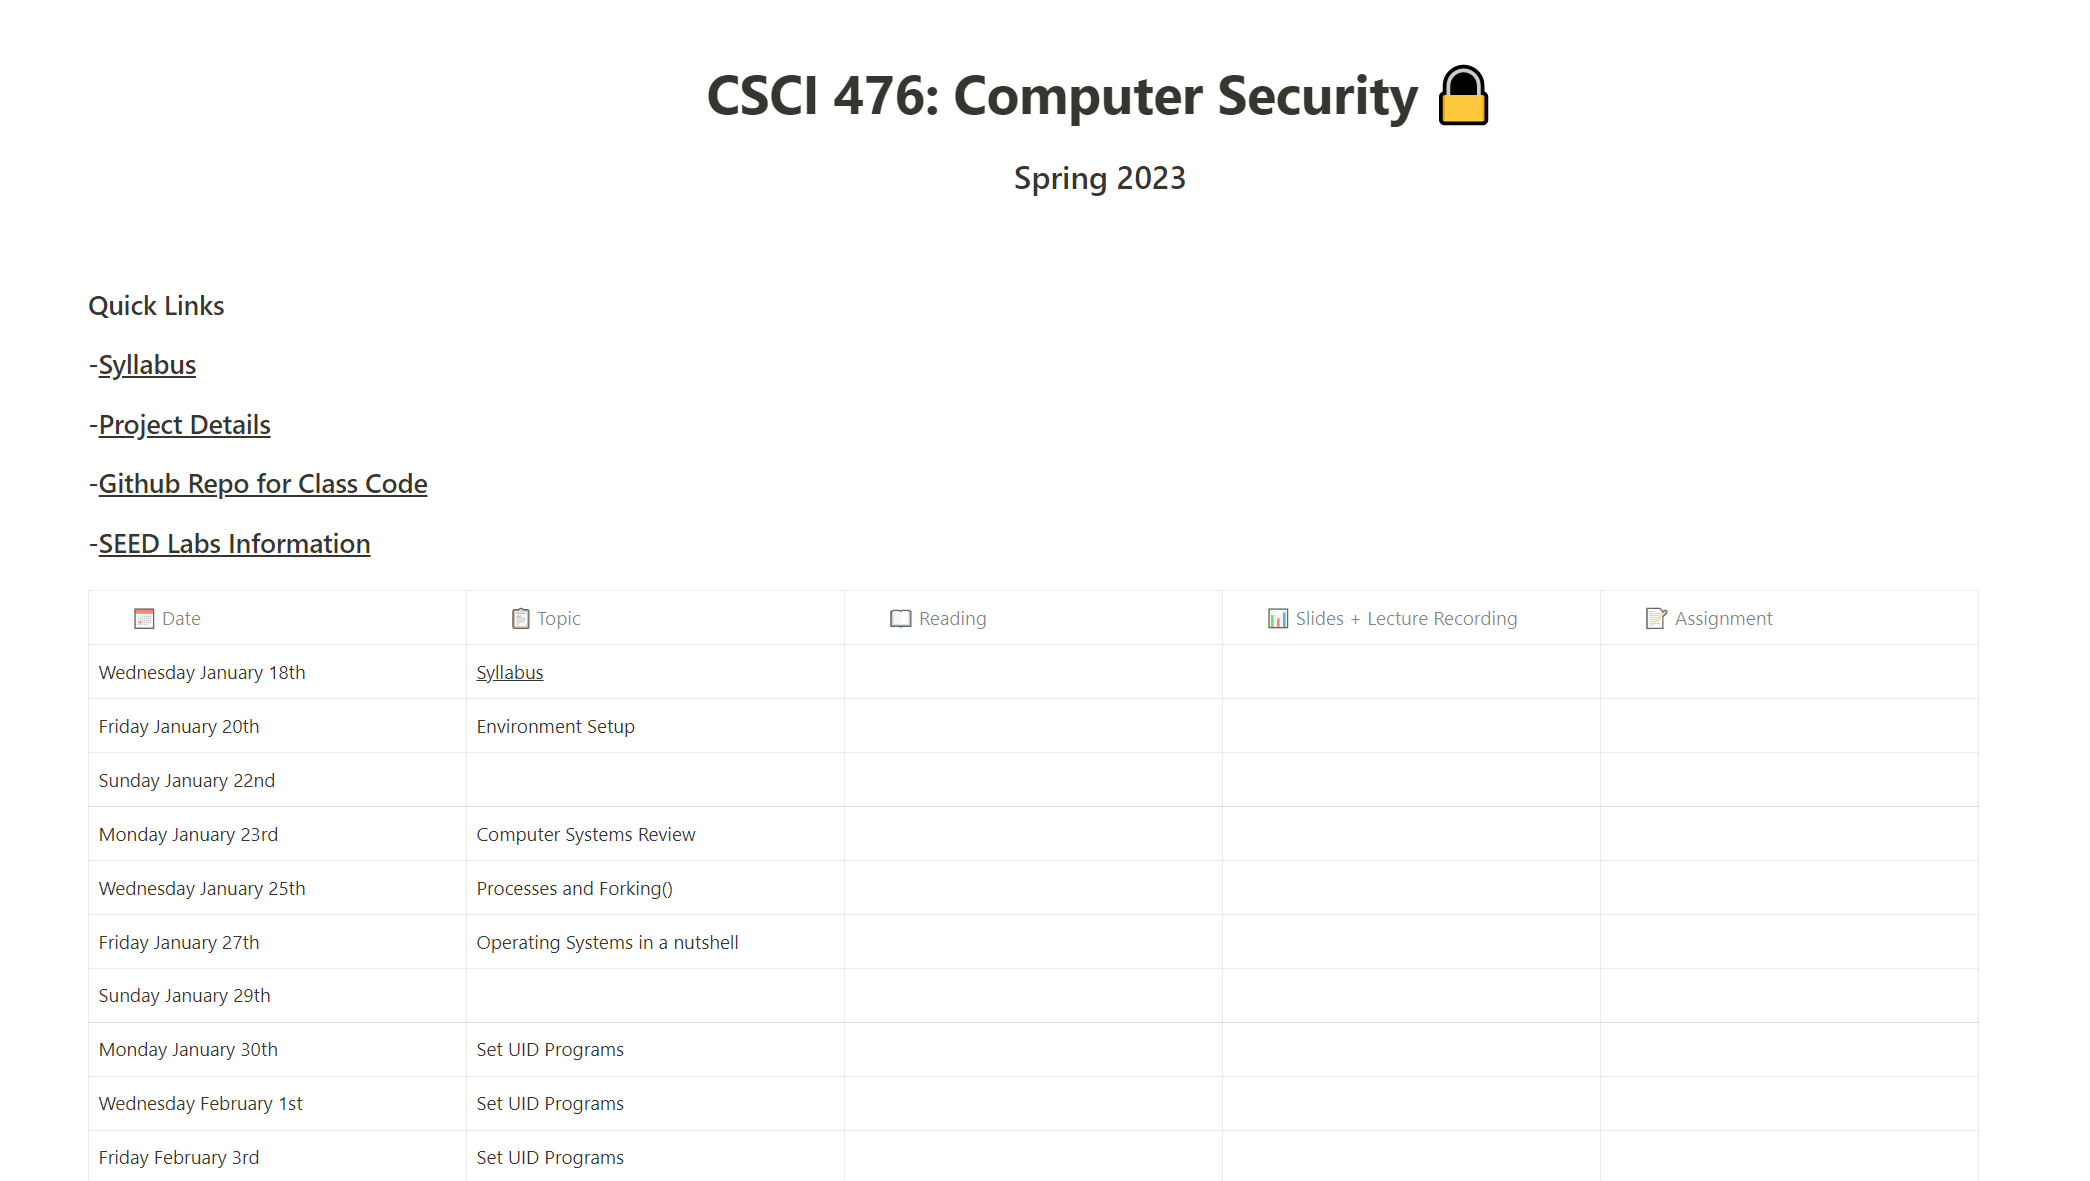 CSCI 476: Computer Security
Spring 2023
Quick Links
-Syllabus
-Project Details
-Github Repo for Class Code
-SEED Labs Information
Date Topic Reading Slides + Lecture Recording Assignment
Wednesday January 18th Syllabus
Friday January 20th Environment Setup
Sunday January 22nd
Monday January 23rd Computer Systems Review
Wednesday January 25th Processes and Forking()
Friday January 27th Operating Systems in a nutshell
Sunday January 29th
Monday January 30th Set UID Programs
Wednesday February 1st Set UID Programs
Friday February 3rd Set UID Programs